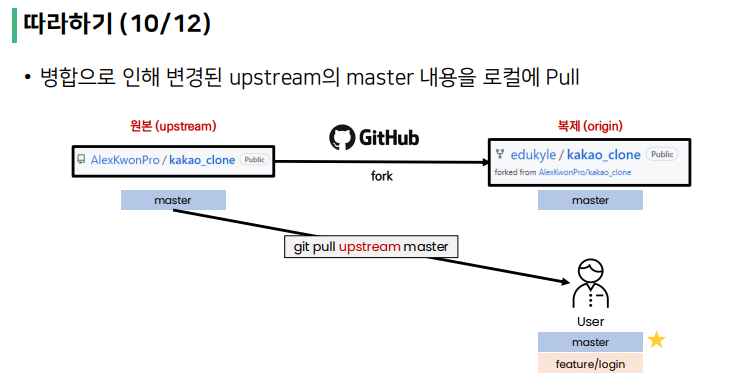 따라하기 (10/12)
• 병합으로 인해 변경된 upstream의 master 내용을 로컬에 Pull
원본 (upstream)
GitHub
복제 (origin)
AlexKwonPro / kakao_clone Public
fork
edukyle / kakao_clone Public
forked from AlexKwonPro/kakao_clone
master
master
git pull upstream master
User
master
feature/login